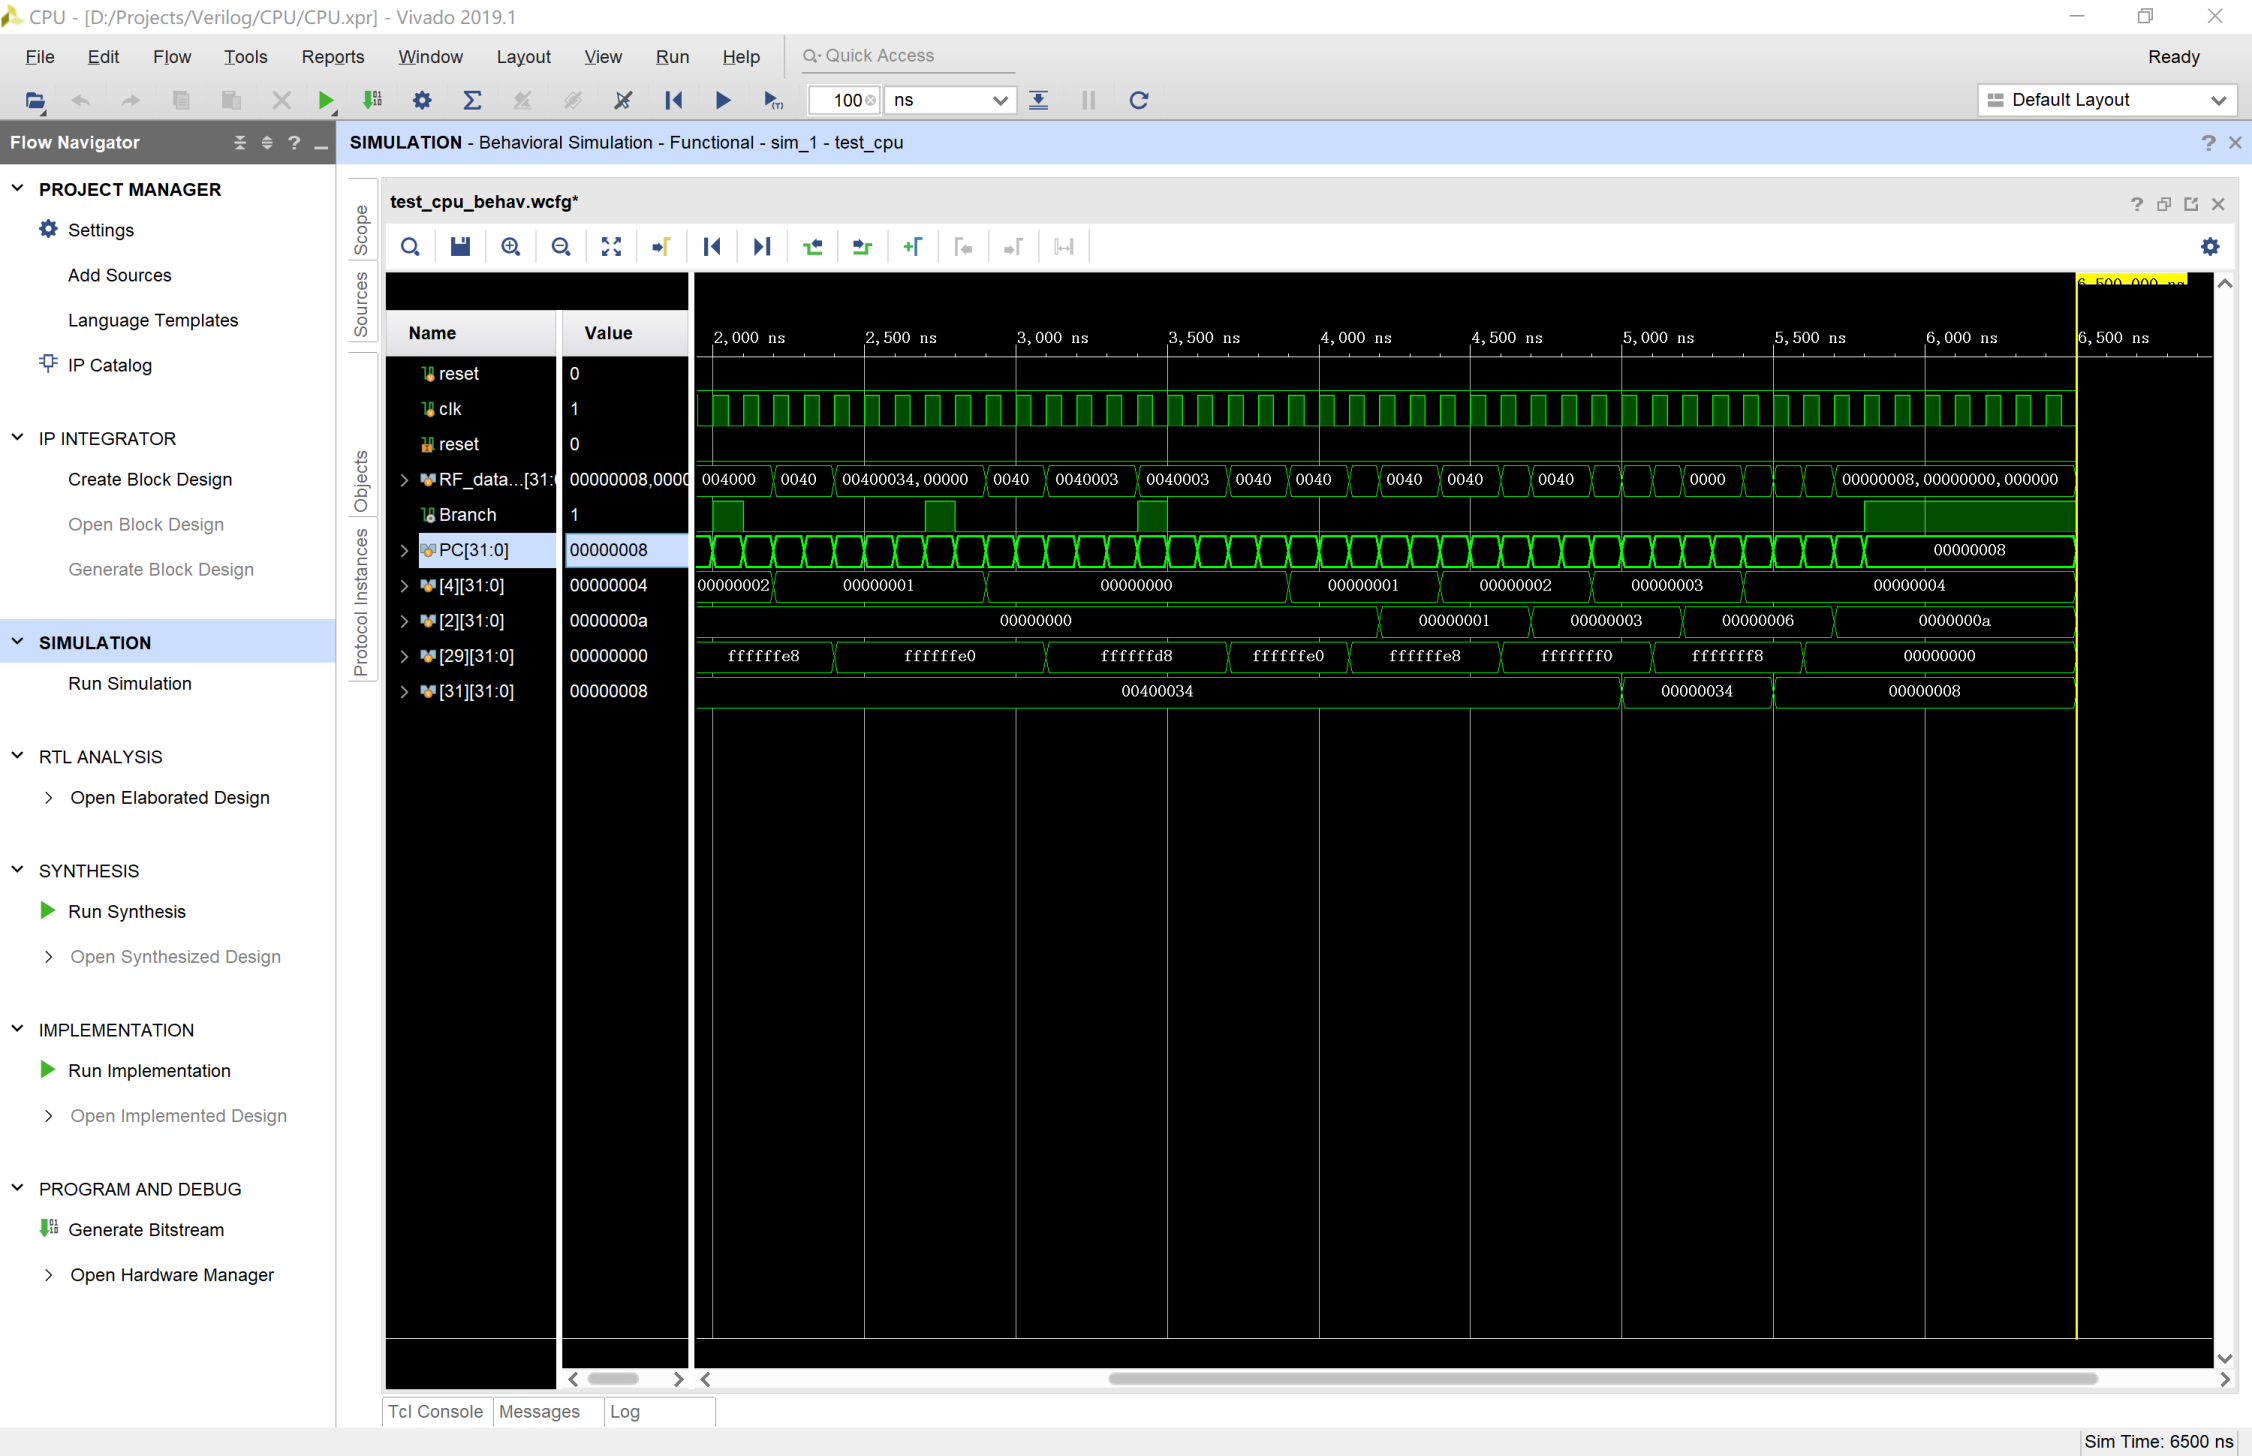 CPU - [D:/Projects/Verilog/CPU/CPU.xpr] - Vivado 2019.1
File Edit Flow Tools Reports Window Layout View Run Help Quick Access Ready
100 ns Default Layout
Flow Navigator
SIMULATION - Behavioral Simulation - Functional - sim_1 - test_cpu
PROJECT MANAGER
Settings
Add Sources
Language Templates
IP Catalog
IP INTEGRATOR
Create Block Design
Open Block Design
Generate Block Design
SIMULATION
Run Simulation
RTL ANALYSIS
Open Elaborated Design
SYNTHESIS
Run Synthesis
Open Synthesized Design
IMPLEMENTATION
Run Implementation
Open Implemented Design
PROGRAM AND DEBUG
Generate Bitstream
Open Hardware Manager
Scope
Sources
Objects
Protocol Instances
test_cpu_behav.wcfg*
6,500.000 ns
Name Value
2,000 ns 2,500 ns 3,000 ns 3,500 ns 4,000 ns 4,500 ns 5,000 ns 5,500 ns 6,000 ns 6,500 ns
reset 0
clk 1
reset 0
RF_data...[31:0 00000008,0000 004000 0040 00400034,00000 0040 0040003 0040003 0040 0040 0040 0040 0040 0000 00000008,00000000,000000
Branch 1
PC[31:0] 00000008 00000008
[4][31:0] 00000004 00000002 00000001 00000000 00000001 00000002 00000003 00000004
[2][31:0] 0000000a 00000000 00000001 00000003 00000006 0000000a
[29][31:0] 00000000 ffffffe8 ffffffe0 ffffffd8 ffffffe0 ffffffe8 fffffff0 fffffff8 00000000
[31][31:0] 00000008 00400034 00000034 00000008
Tcl Console Messages Log
Sim Time: 6500 ns